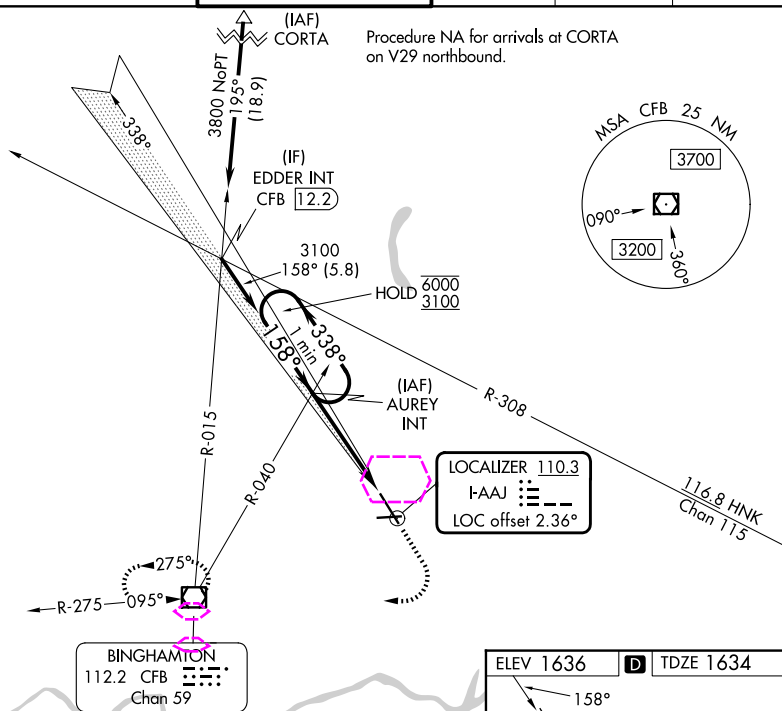 (IAF)
CORTA
Procedure NA for arrivals at CORTA
on V29 northbound.
3800 NoPT
195°
(18.9)
338°
MSA CFB 25 NM
3700
090°
3200
360°
(IF)
EDDER INT
CFB 12.2
3100
158° (5.8)
HOLD 6000
3100
158°
1 min
338°
(IAF)
AUREY
INT
R-308
R-015
R-040
LOCALIZER 110.3
I-AAJ
LOC offset 2.36°
116.8 HNK
Chan 115
275°
R-275
095°
BINGHAMTON
112.2 CFB
Chan 59
ELEV 1636
D
TDZE 1634
158°